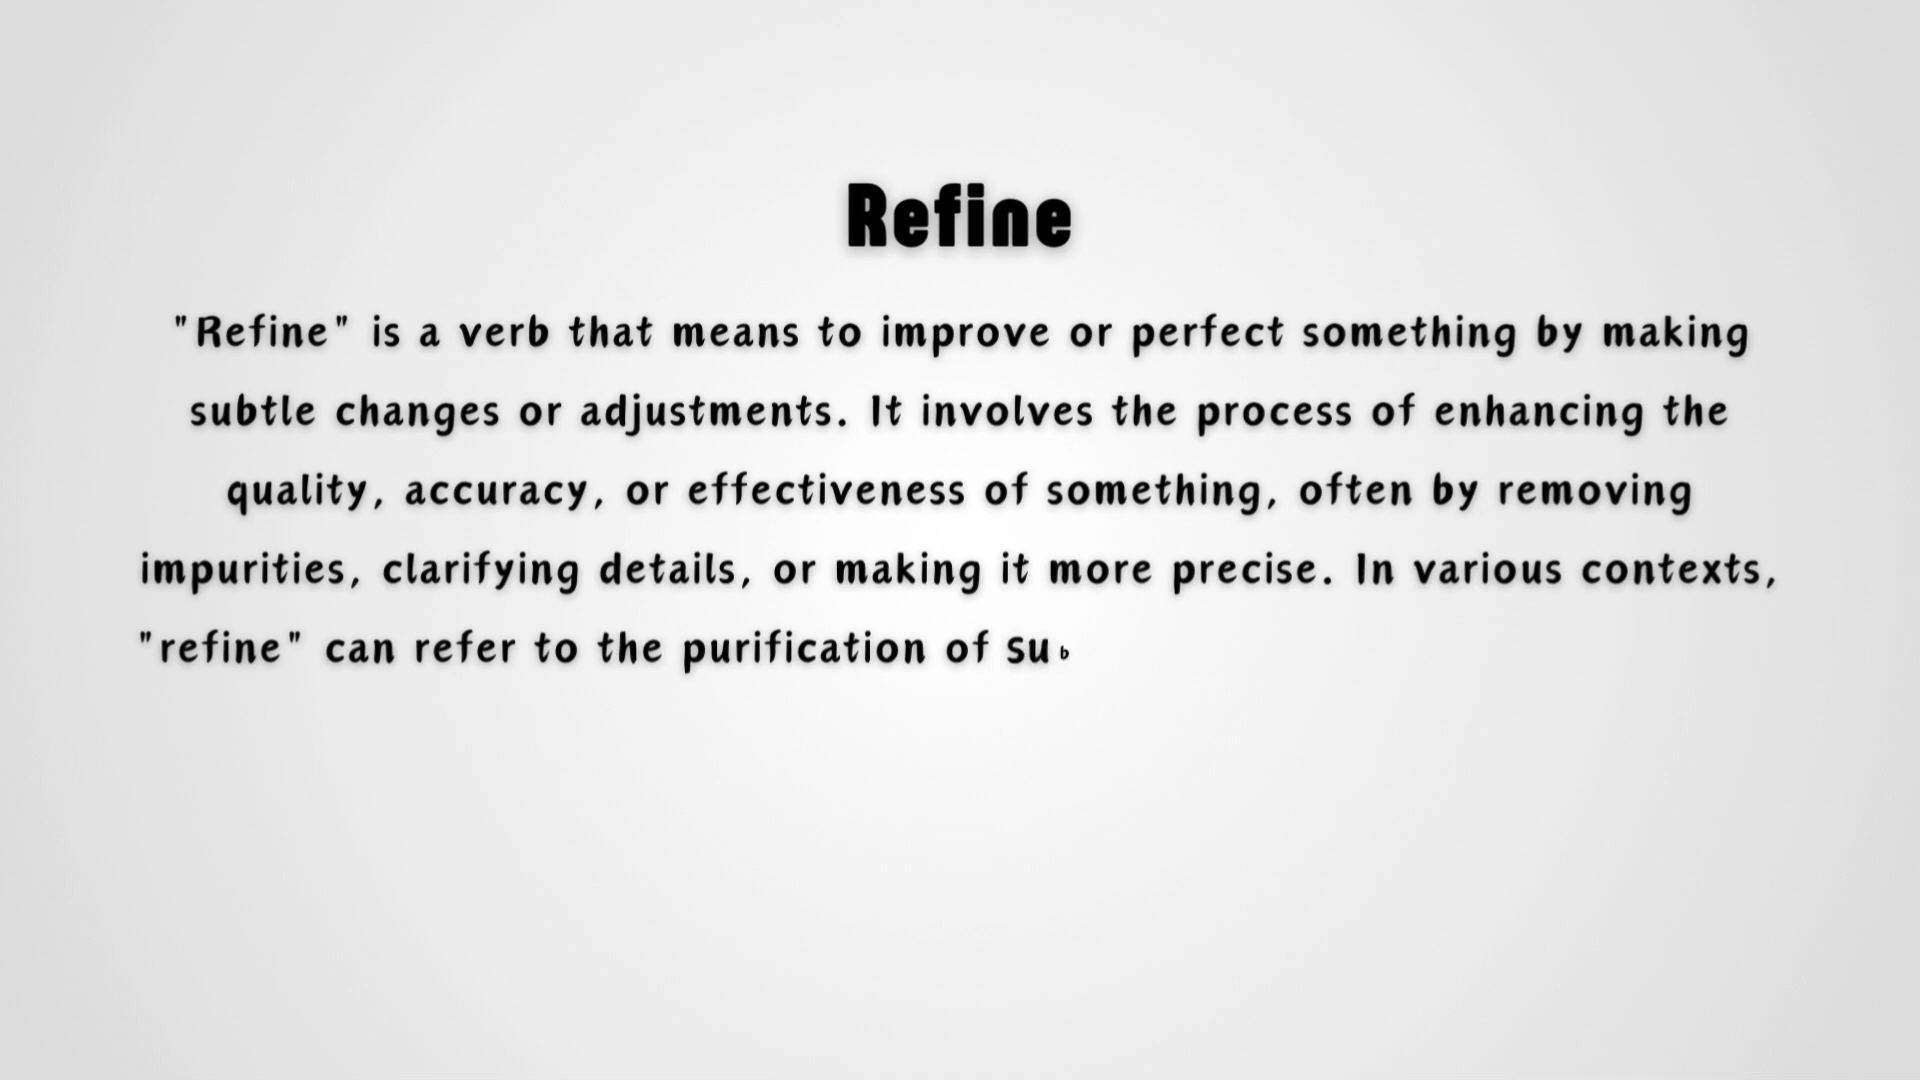 Refine
"Refine" is a verb that means to improve or perfect something by making
subtle changes or adjustments. It involves the process of enhancing the
quality, accuracy, or effectiveness of something, often by removing
impurities, clarifying details, or making it more precise. In various contexts,
"refine" can refer to the purification of sub